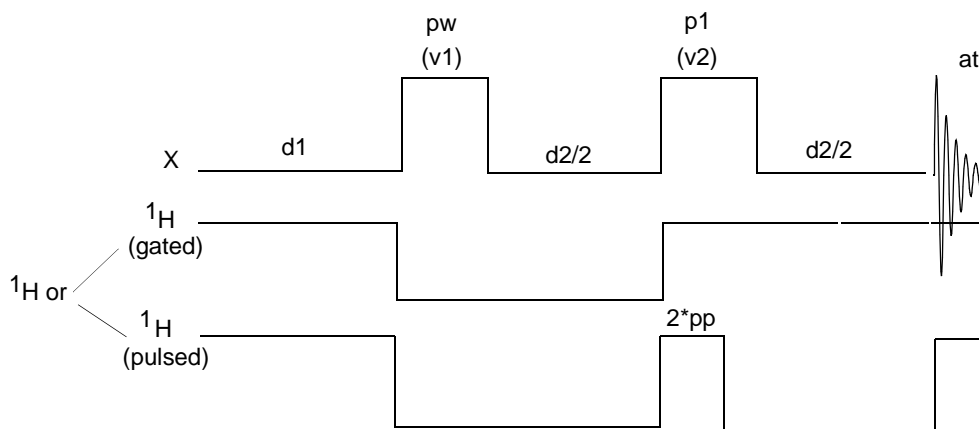 pw
(v1)
p1
(v2)
at
X
d1
d2/2
d2/2
1H
(gated)
1H or
1H
(pulsed)
2*pp